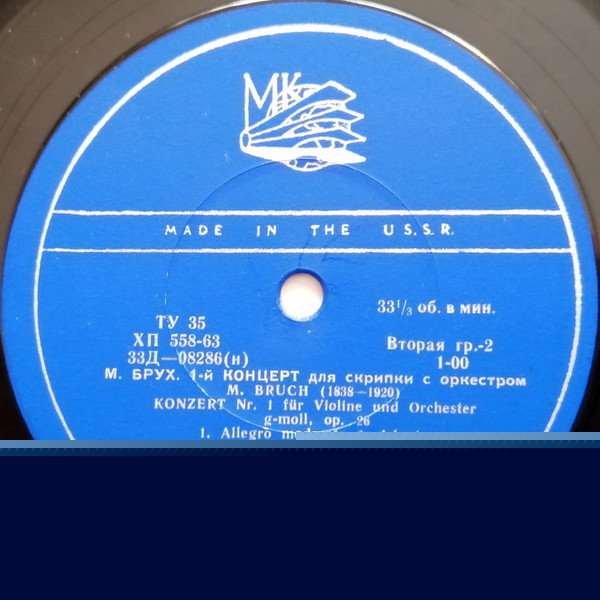 МК
MADE IN THE U.S.S.R.
33⅓ об. в мин.
ТУ 35
ХП 558-63
Вторая гр.-2
33Д—08286(н)
1-00
М. БРУХ. 1-й КОНЦЕРТ для скрипки с оркестром
M. BRUCH (1838—1920)
KONZERT Nr. 1 für Violine und Orchester
g-moll, op. 26
1. Allegro